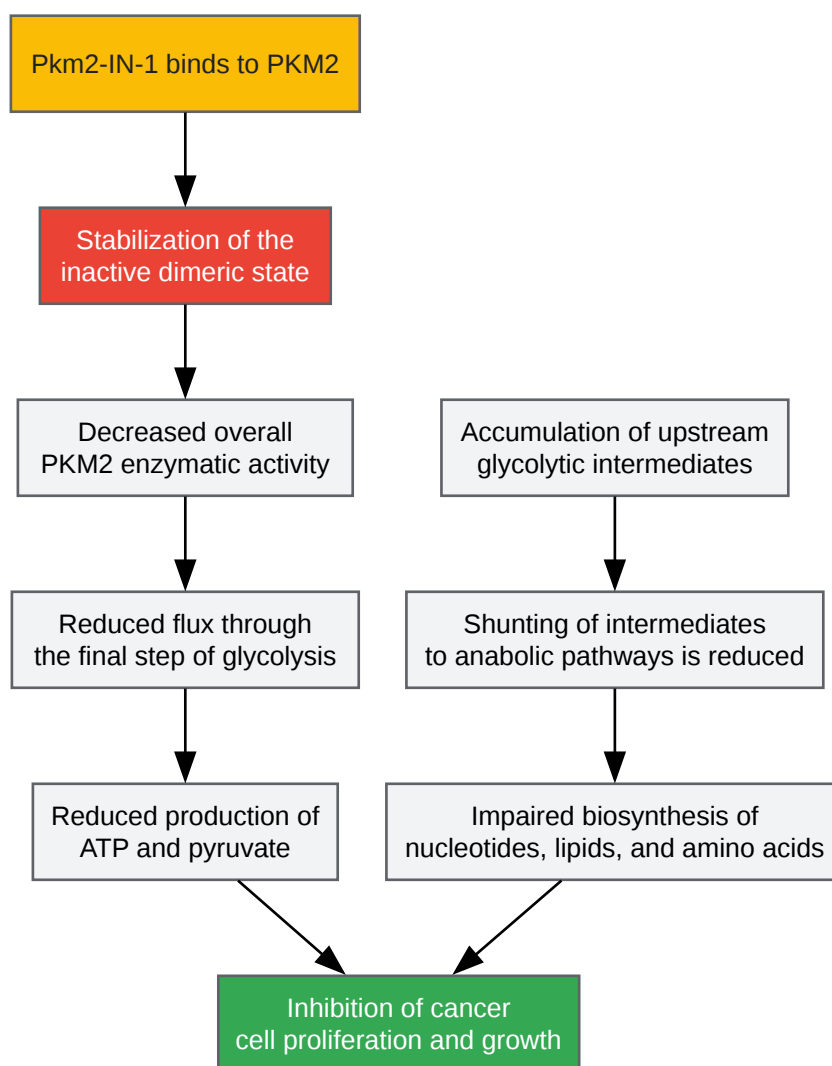 Pkm2-IN-1 binds to PKM2
Stabilization of the
inactive dimeric state
Decreased overall
PKM2 enzymatic activity
Accumulation of upstream
glycolytic intermediates
Reduced flux through
the final step of glycolysis
Shunting of intermediates
to anabolic pathways is reduced
Reduced production of
ATP and pyruvate
Impaired biosynthesis of
nucleotides, lipids, and amino acids
Inhibition of cancer
cell proliferation and growth